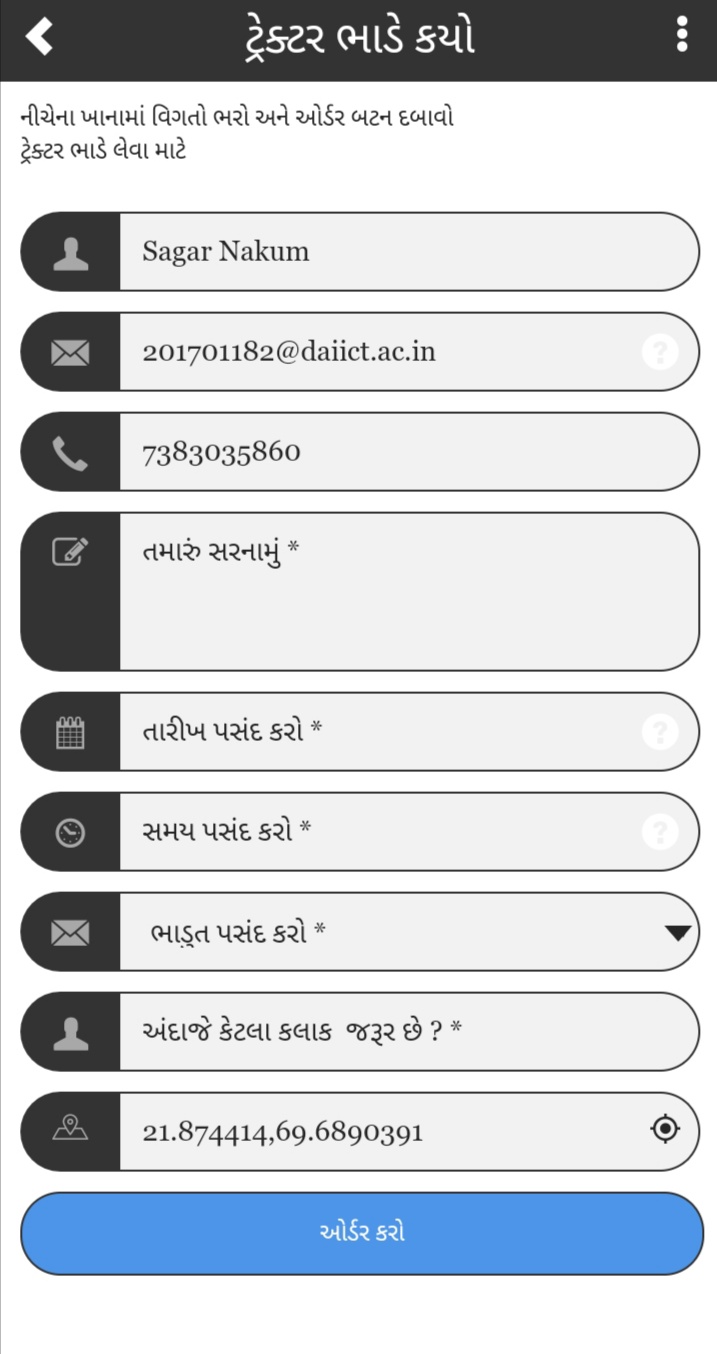 ટ્રેક્ટર ભાડે કયો
નીચેના ખાનામાં વિગતો ભરો અને ઓર્ડર બટન દબાવો
ટ્રેક્ટર ભાડે લેવા માટે
Sagar Nakum
201701182@daiict.ac.in
7383035860
તમારું સરનામું *
તારીખ પસંદ કરો *
સમય પસંદ કરો *
ભાડૂત પસંદ કરો *
અંદાજે કેટલા કલાક જરૂર છે ? *
21.874414,69.6890391
ઓર્ડર કરો